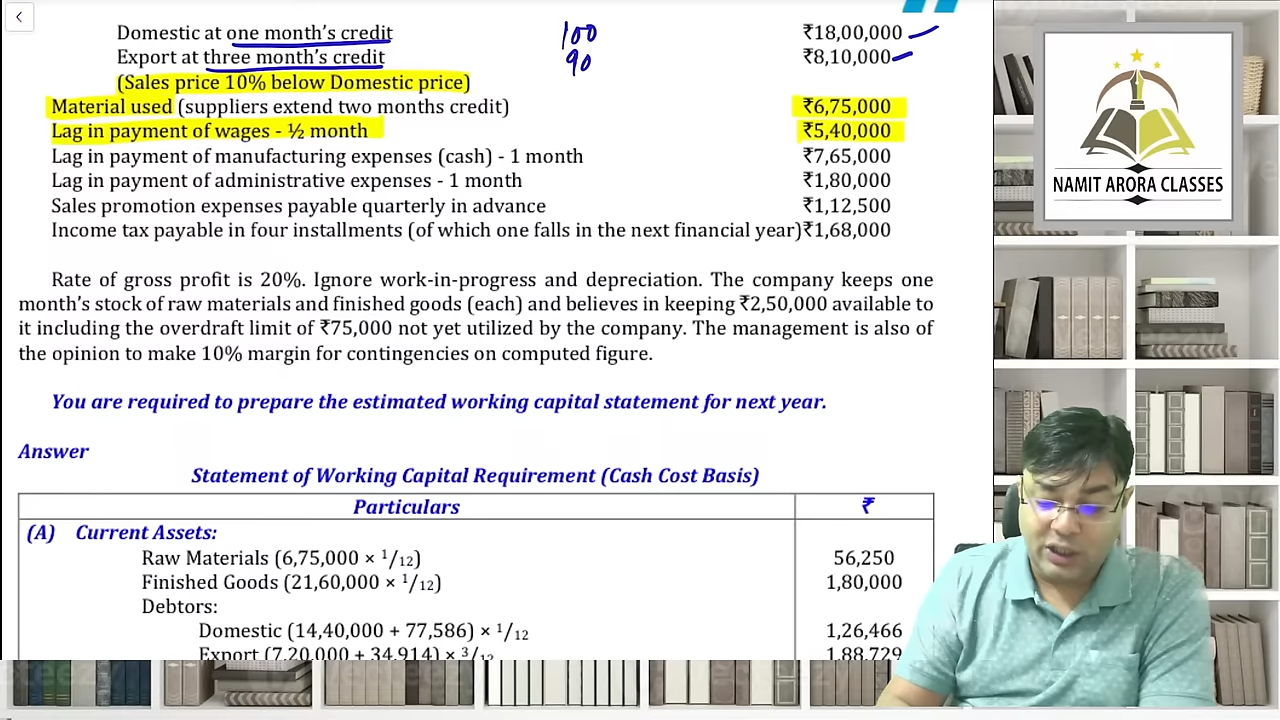 Domestic at one month's credit 100 ₹18,00,000
Export at three month's credit 90 ₹8,10,000
(Sales price 10% below Domestic price)
Material used (suppliers extend two months credit) ₹6,75,000
Lag in payment of wages - ½ month ₹5,40,000
Lag in payment of manufacturing expenses (cash) - 1 month ₹7,65,000
Lag in payment of administrative expenses - 1 month ₹1,80,000
Sales promotion expenses payable quarterly in advance ₹1,12,500
Income tax payable in four installments (of which one falls in the next financial year) ₹1,68,000
Rate of gross profit is 20%. Ignore work-in-progress and depreciation. The company keeps one
month's stock of raw materials and finished goods (each) and believes in keeping ₹2,50,000 available to
it including the overdraft limit of ₹75,000 not yet utilized by the company. The management is also of
the opinion to make 10% margin for contingencies on computed figure.
You are required to prepare the estimated working capital statement for next year.
Answer
Statement of Working Capital Requirement (Cash Cost Basis)
Particulars ₹
(A) Current Assets:
Raw Materials (6,75,000 × 1/12) 56,250
Finished Goods (21,60,000 × 1/12) 1,80,000
Debtors:
Domestic (14,40,000 + 77,586) × 1/12 1,26,466
Export (7,20,000 + 34,914) × 3/12 1,88,729
NAMIT ARORA CLASSES